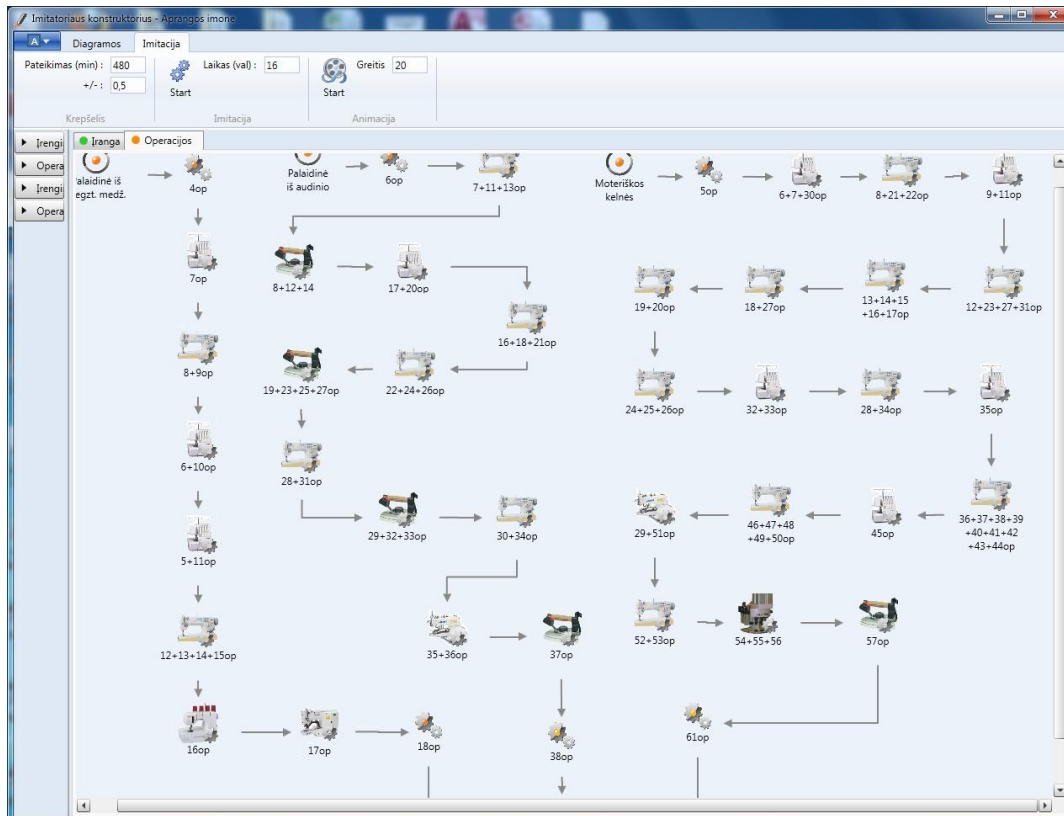 Imitatoriaus konstruktorius - Aprangos imone
A
Diagramos
Imitacija
Pateikimas (min) :
480
+/- :
0,5
Krepšelis
Start
Laikas (val) :
16
Imitacija
Start
Greitis
20
Animacija
Įrengi
Opera
Įrengi
Opera
Iranga
Operacijos
alaidinė iš
egzt. medž.
4op
Palaidinė
iš audinio
6op
7+11+13op
Moteriškos
kelnės
5op
6+7+30op
8+21+22op
9+11op
7op
8+12+14
17+20op
19+20op
18+27op
13+14+15
+16+17op
12+23+27+31op
16+18+21op
8+9op
19+23+25+27op
22+24+26op
24+25+26op
32+33op
28+34op
35op
6+10op
28+31op
29+32+33op
30+34op
29+51op
46+47+48
+49+50op
45op
36+37+38+39
+40+41+42
+43+44op
5+11op
12+13+14+15op
35+36op
37op
52+53op
54+55+56
57op
16op
17op
18op
38op
61op